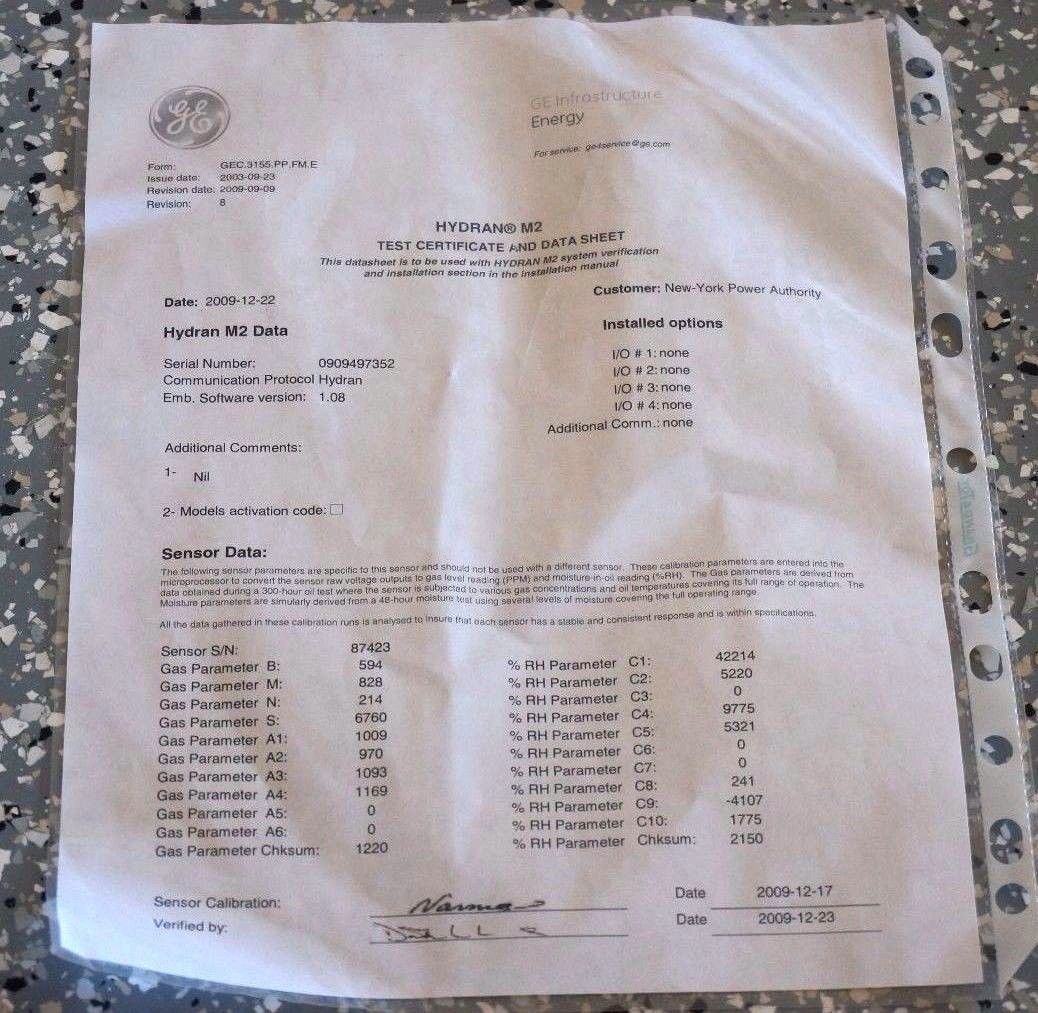 GE
GE Infrastructure
Energy
For service: ge4service@ge.com
Form: GEC.3155.PP.FM.E
Issue date: 2003-09-23
Revision date: 2009-09-09
Revision: 8
HYDRAN® M2
TEST CERTIFICATE AND DATA SHEET
This datasheet is to be used with HYDRAN M2 system verification
and installation section in the installation manual
Date: 2009-12-22
Customer: New-York Power Authority
Hydran M2 Data
Installed options
Serial Number: 0909497352
I/O # 1: none
Communication Protocol Hydran
I/O # 2: none
Emb. Software version: 1.08
I/O # 3: none
I/O # 4: none
Additional Comm.: none
Additional Comments:
1- Nil
2- Models activation code:
Sensor Data:
The following sensor parameters are specific to this sensor and should not be used with a different sensor. These calibration parameters are entered into the
microprocessor to convert the sensor raw voltage outputs to gas level reading (PPM) and moisture-in-oil reading (%RH). The Gas parameters are derived from
data obtained during a 300-hour oil test where the sensor is subjected to various gas concentrations and oil temperatures covering its full range of operation. The
Moisture parameters are simularly derived from a 48-hour moisture test using several levels of moisture covering the full operating range.
All the data gathered in these calibration runs is analysed to insure that each sensor has a stable and consistent response and is within specifications.
Sensor S/N: 87423
Gas Parameter B: 594 % RH Parameter C1: 42214
Gas Parameter M: 828 % RH Parameter C2: 5220
Gas Parameter N: 214 % RH Parameter C3: 0
Gas Parameter S: 6760 % RH Parameter C4: 9775
Gas Parameter A1: 1009 % RH Parameter C5: 5321
Gas Parameter A2: 970 % RH Parameter C6: 0
Gas Parameter A3: 1093 % RH Parameter C7: 0
Gas Parameter A4: 1169 % RH Parameter C8: 241
Gas Parameter A5: 0 % RH Parameter C9: -4107
Gas Parameter A6: 0 % RH Parameter C10: 1775
Gas Parameter Chksum: 1220 % RH Parameter Chksum: 2150
Sensor Calibration: Date 2009-12-17
Verified by: Date 2009-12-23